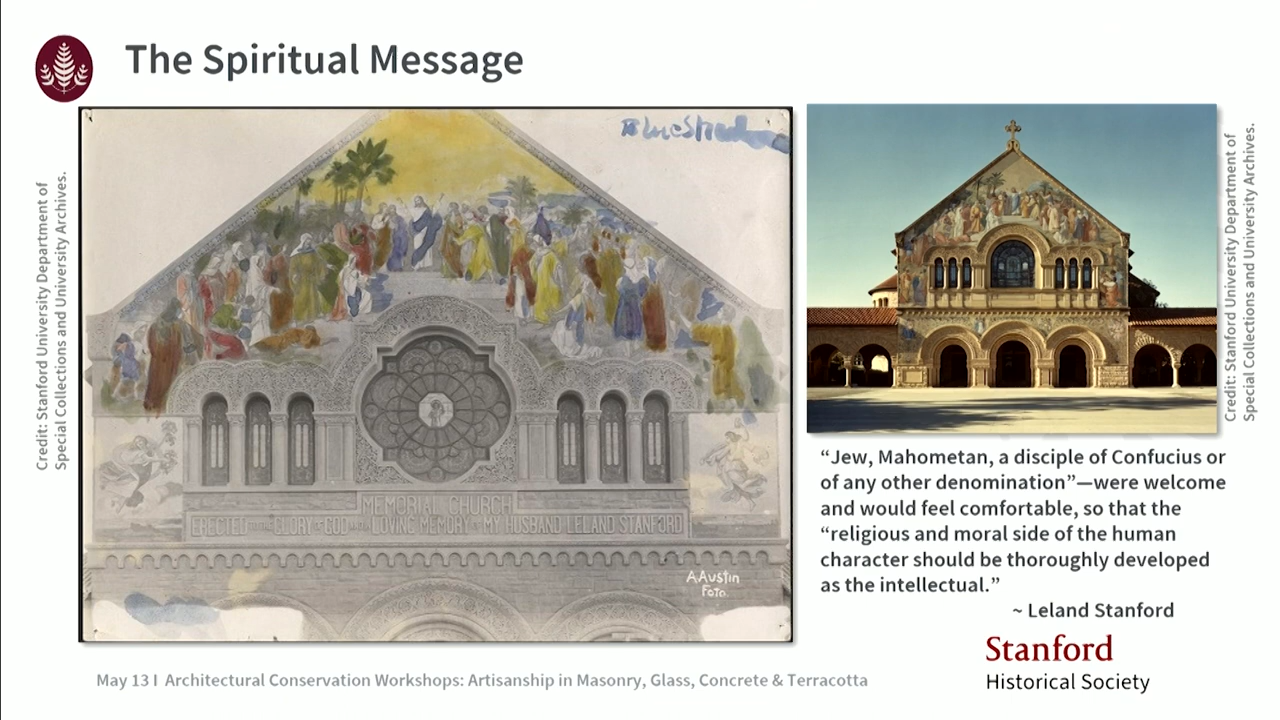 The Spiritual Message
Credit: Stanford University Department of
Special Collections and University Archives.
MEMORIAL CHURCH
ERECTED TO THE GLORY OF GOD AND IN LOVING MEMORY OF MY HUSBAND LELAND STANFORD
A.Austin
Foto.
Credit: Stanford University Department of
Special Collections and University Archives.
“Jew, Mahometan, a disciple of Confucius or
of any other denomination”—were welcome
and would feel comfortable, so that the
“religious and moral side of the human
character should be thoroughly developed
as the intellectual.”
~ Leland Stanford
Stanford
Historical Society
May 13 I Architectural Conservation Workshops: Artisanship in Masonry, Glass, Concrete & Terracotta